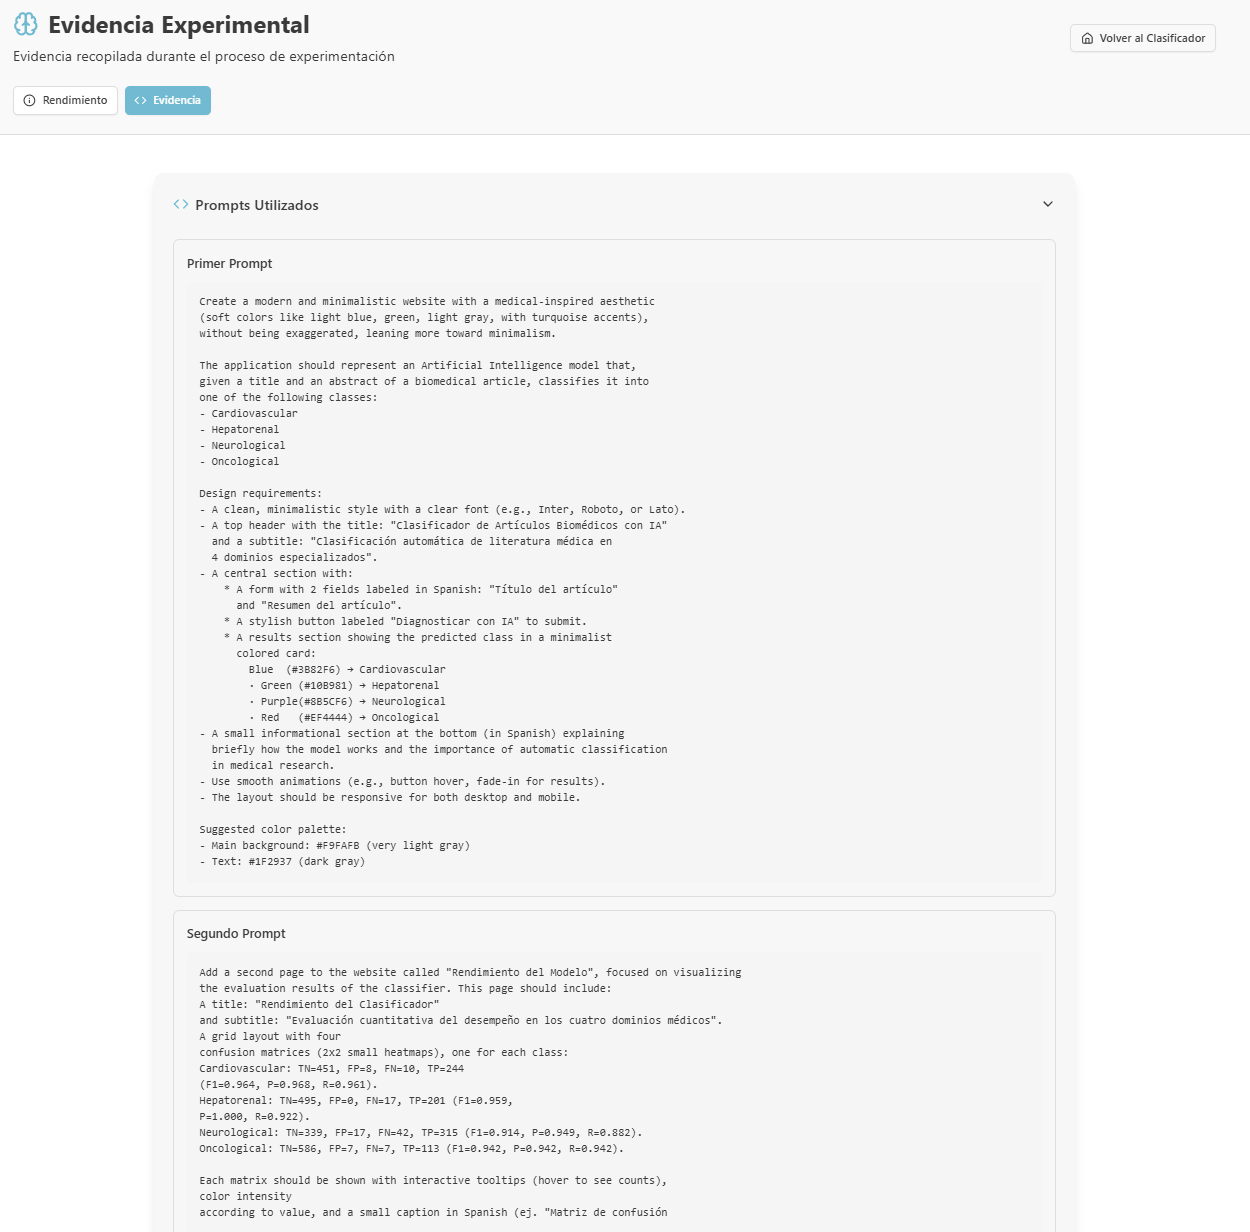 Evidencia Experimental
Evidencia recopilada durante el proceso de experimentación
Volver al Clasificador
Rendimiento
<> Evidencia
<> Prompts Utilizados
Primer Prompt
Create a modern and minimalistic website with a medical-inspired aesthetic
(soft colors like light blue, green, light gray, with turquoise accents),
without being exaggerated, leaning more toward minimalism.
The application should represent an Artificial Intelligence model that,
given a title and an abstract of a biomedical article, classifies it into
one of the following classes:
- Cardiovascular
- Hepatorenal
- Neurological
- Oncological
Design requirements:
- A clean, minimalistic style with a clear font (e.g., Inter, Roboto, or Lato).
- A top header with the title: "Clasificador de Artículos Biomédicos con IA"
and a subtitle: "Clasificación automática de literatura médica en
4 dominios especializados".
- A central section with:
* A form with 2 fields labeled in Spanish: "Título del artículo"
and "Resumen del artículo".
* A stylish button labeled "Diagnosticar con IA" to submit.
* A results section showing the predicted class in a minimalist
colored card:
Blue  (#3B82F6) → Cardiovascular
· Green (#10B981) → Hepatorenal
· Purple(#8B5CF6) → Neurological
· Red   (#EF4444) → Oncological
- A small informational section at the bottom (in Spanish) explaining
briefly how the model works and the importance of automatic classification
in medical research.
- Use smooth animations (e.g., button hover, fade-in for results).
- The layout should be responsive for both desktop and mobile.
Suggested color palette:
- Main background: #F9FAFB (very light gray)
- Text: #1F2937 (dark gray)
Segundo Prompt
Add a second page to the website called "Rendimiento del Modelo", focused on visualizing
the evaluation results of the classifier. This page should include:
A title: "Rendimiento del Clasificador"
and subtitle: "Evaluación cuantitativa del desempeño en los cuatro dominios médicos".
A grid layout with four
confusion matrices (2x2 small heatmaps), one for each class:
Cardiovascular: TN=451, FP=8, FN=10, TP=244
(F1=0.964, P=0.968, R=0.961).
Hepatorenal: TN=495, FP=0, FN=17, TP=201 (F1=0.959,
P=1.000, R=0.922).
Neurological: TN=339, FP=17, FN=42, TP=315 (F1=0.914, P=0.949, R=0.882).
Oncological: TN=586, FP=7, FN=7, TP=113 (F1=0.942, P=0.942, R=0.942).
Each matrix should be shown with interactive tooltips (hover to see counts),
color intensity
according to value, and a small caption in Spanish (ej. "Matriz de confusión